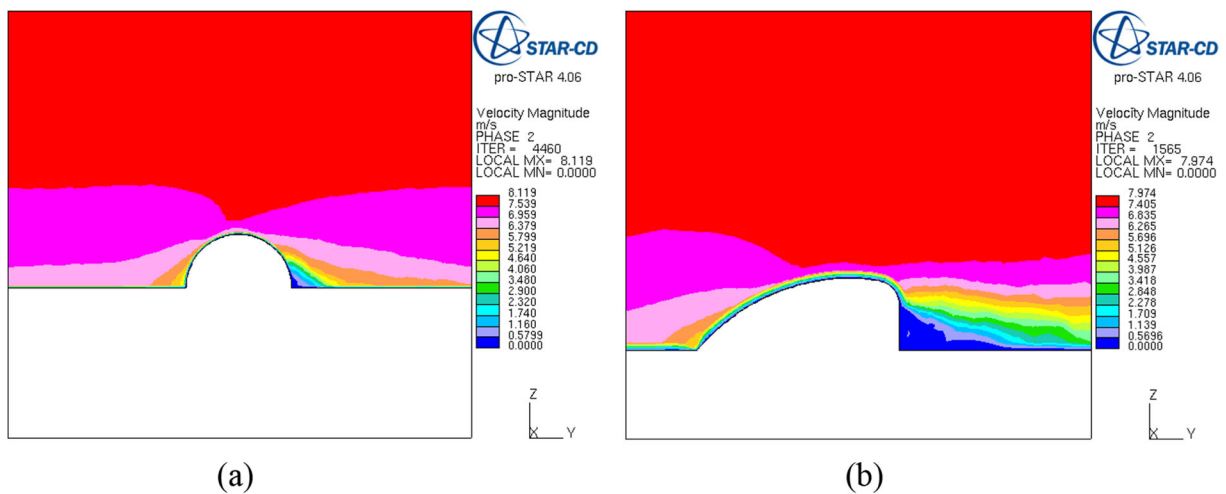 STAR-CD
pro-STAR 4.06
Velocity Magnitude
m/s
PHASE 2
ITER = 4460
LOCAL MX= 8.119
LOCAL MN= 0.0000
8.119
7.539
6.959
6.379
5.799
5.219
4.640
4.060
3.480
2.900
2.320
1.740
1.160
0.5799
0.0000
Z
X Y
(a)
STAR-CD
pro-STAR 4.06
Velocity Magnitude
m/s
PHASE 2
ITER = 1565
LOCAL MX= 7.974
LOCAL MN= 0.0000
7.974
7.405
6.835
6.265
5.696
5.126
4.557
3.987
3.418
2.848
2.278
1.709
1.139
0.5696
0.0000
Z
X Y
(b)